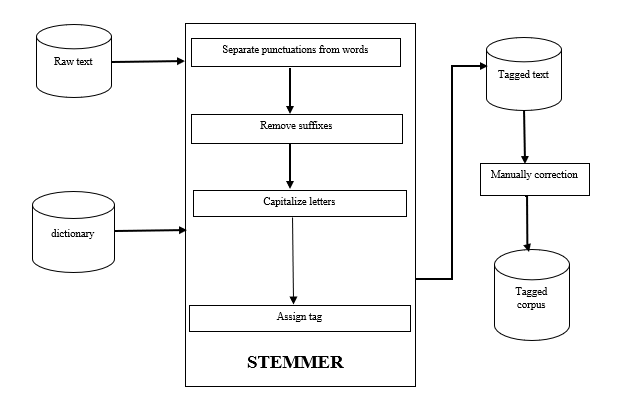 Raw text
Separate punctuations from words
Remove suffixes
Capitalize letters
Assign tag
STEMMER
dictionary
Tagged text
Manually correction
Tagged
corpus